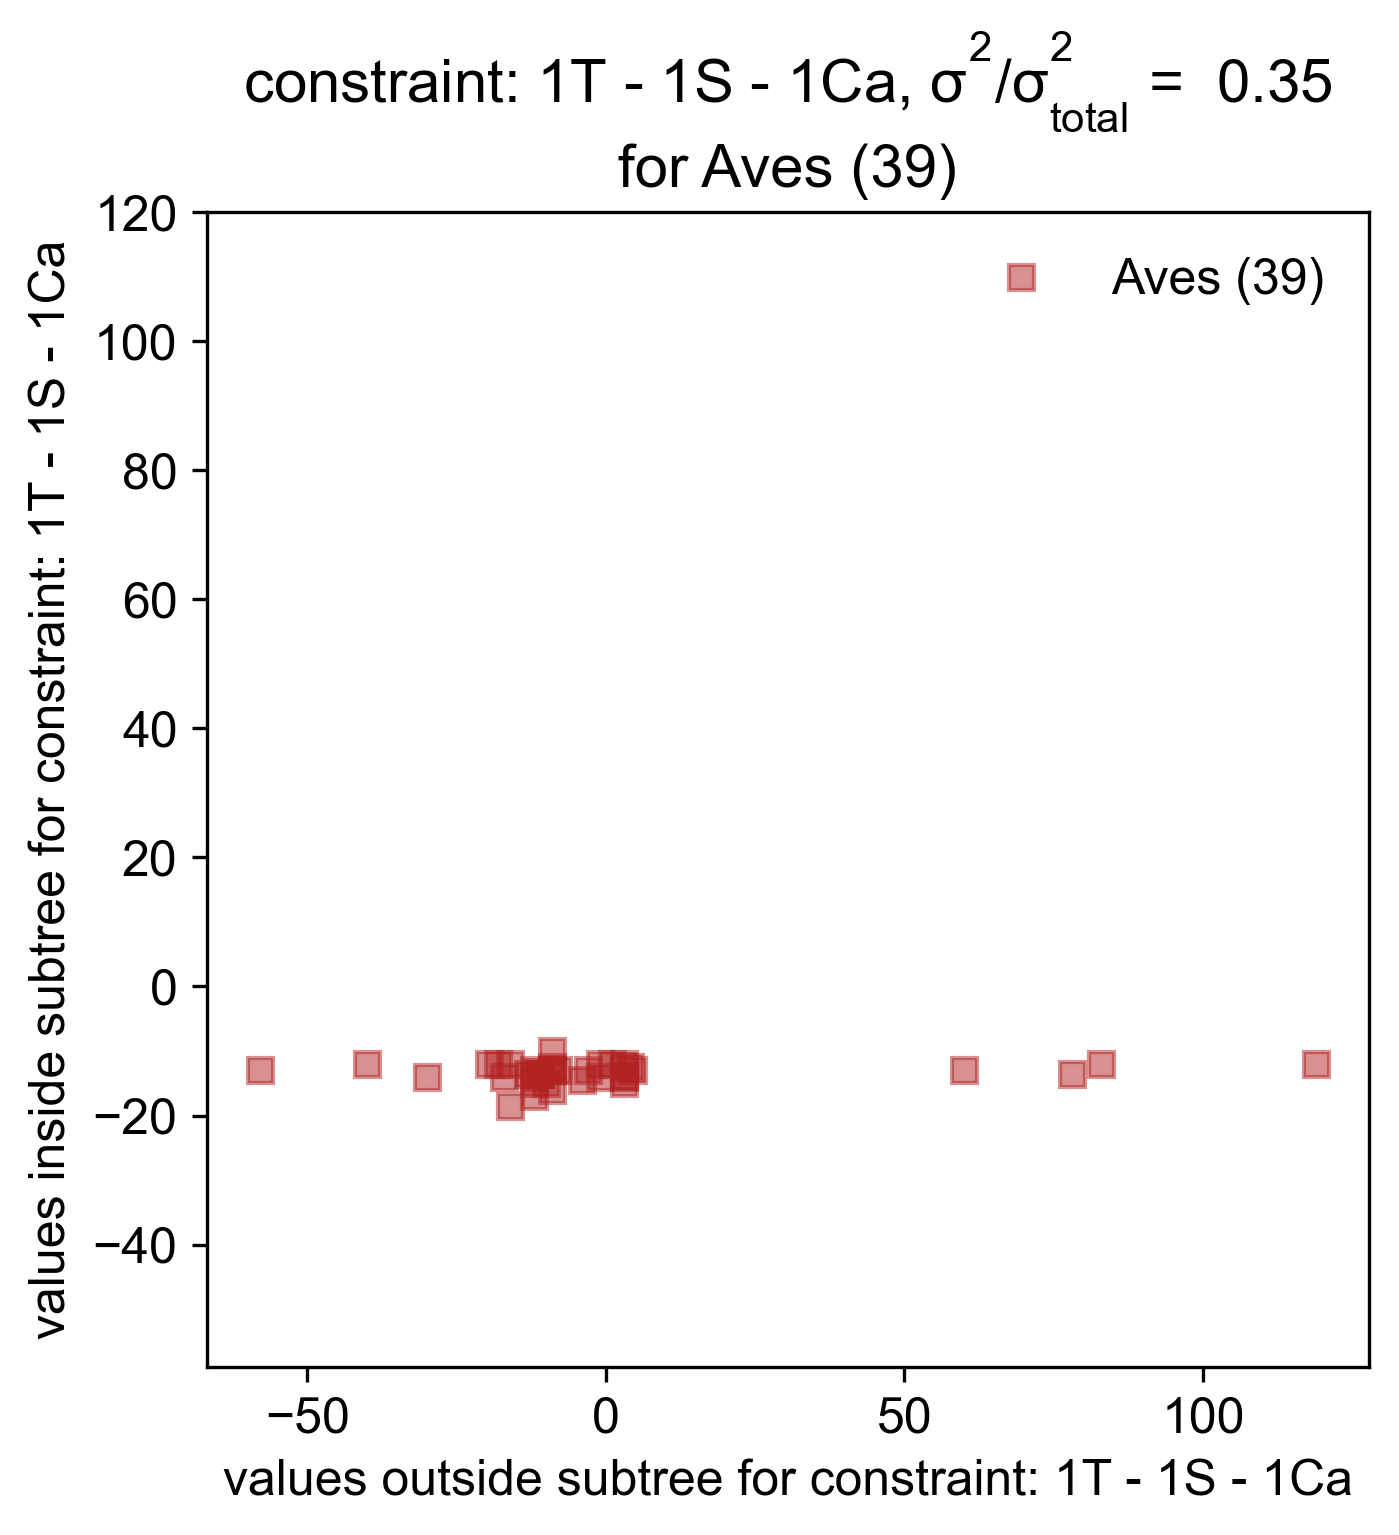 constraint: 1T - 1S - 1Ca, σ²/σ²total = 0.35
for Aves (39)
120
100
80
60
40
20
0
−20
−40
values inside subtree for constraint: 1T - 1S - 1Ca
Aves (39)
−50
0
50
100
values outside subtree for constraint: 1T - 1S - 1Ca